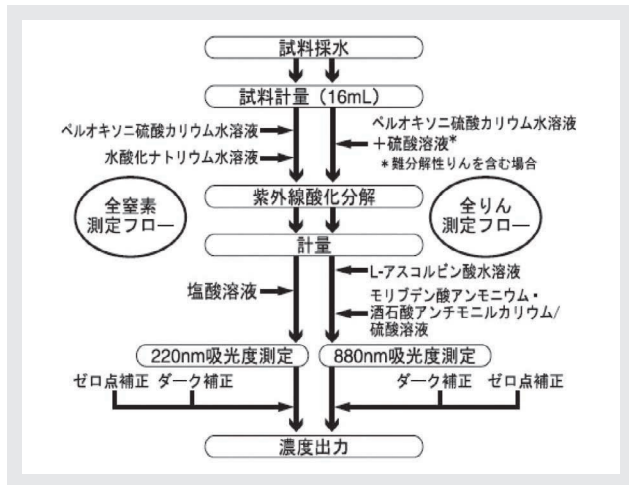 試料採水
試料計量（16mL）
ペルオキソニ硫酸カリウム水溶液
水酸化ナトリウム水溶液
ペルオキソニ硫酸カリウム水溶液
＋硫酸溶液*
*難分解性りんを含む場合
紫外線酸化分解
全窒素
測定フロー
全りん
測定フロー
計量
塩酸溶液
L-アスコルビン酸水溶液
モリブデン酸アンモニウム・
酒石酸アンチモニルカリウム/
硫酸溶液
220nm吸光度測定
880nm吸光度測定
ゼロ点補正 ダーク補正
ダーク補正 ゼロ点補正
濃度出力